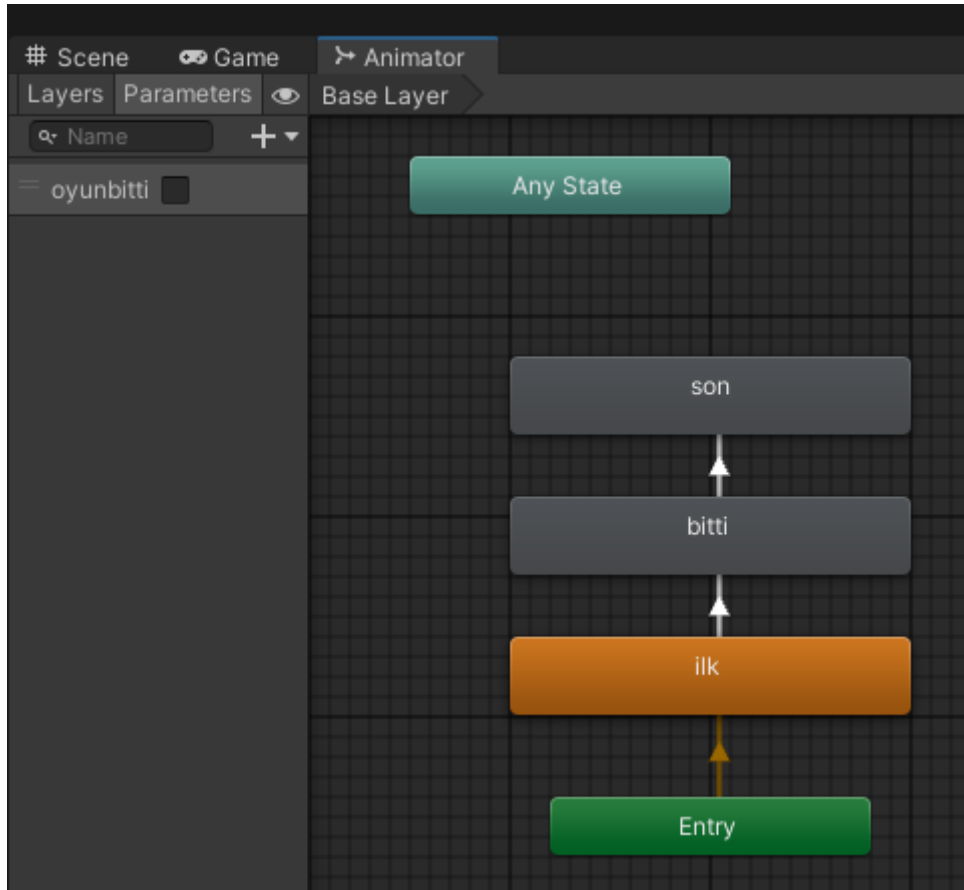 Scene Game Animator
Layers Parameters Base Layer
Name
oyunbitti
Any State
son
bitti
ilk
Entry